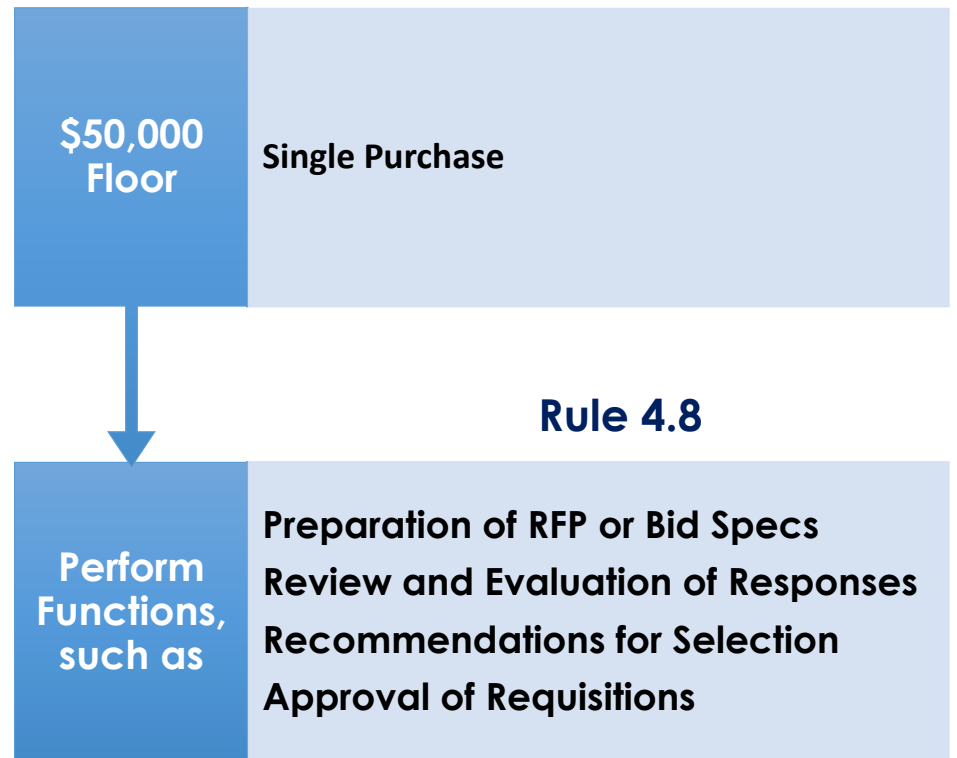 $50,000
Floor
Single Purchase
Rule 4.8
Perform
Functions,
such as
Preparation of RFP or Bid Specs
Review and Evaluation of Responses
Recommendations for Selection
Approval of Requisitions